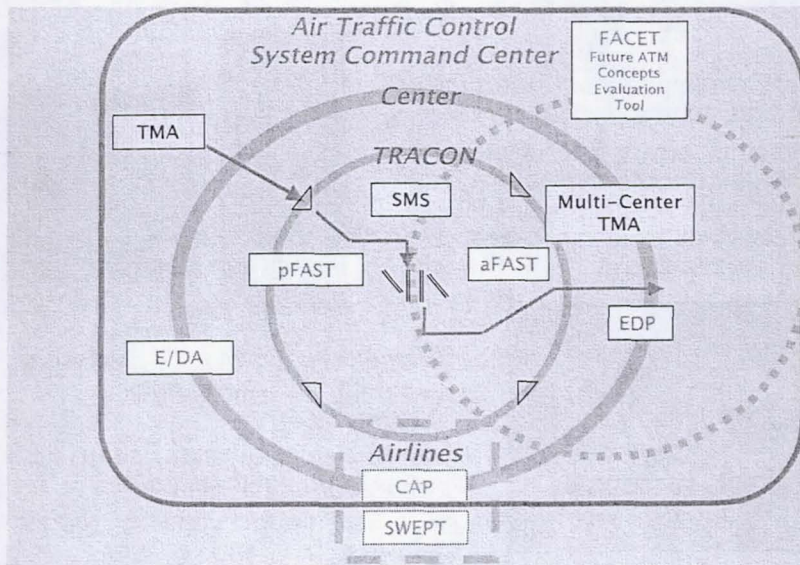 Air Traffic Control
System Command Center
FACET
Future ATM
Concepts
Evaluation
Tool
Center
TMA
TRACON
SMS
Multi-Center
TMA
pFAST
aFAST
EDP
E/DA
Airlines
CAP
SWEPT